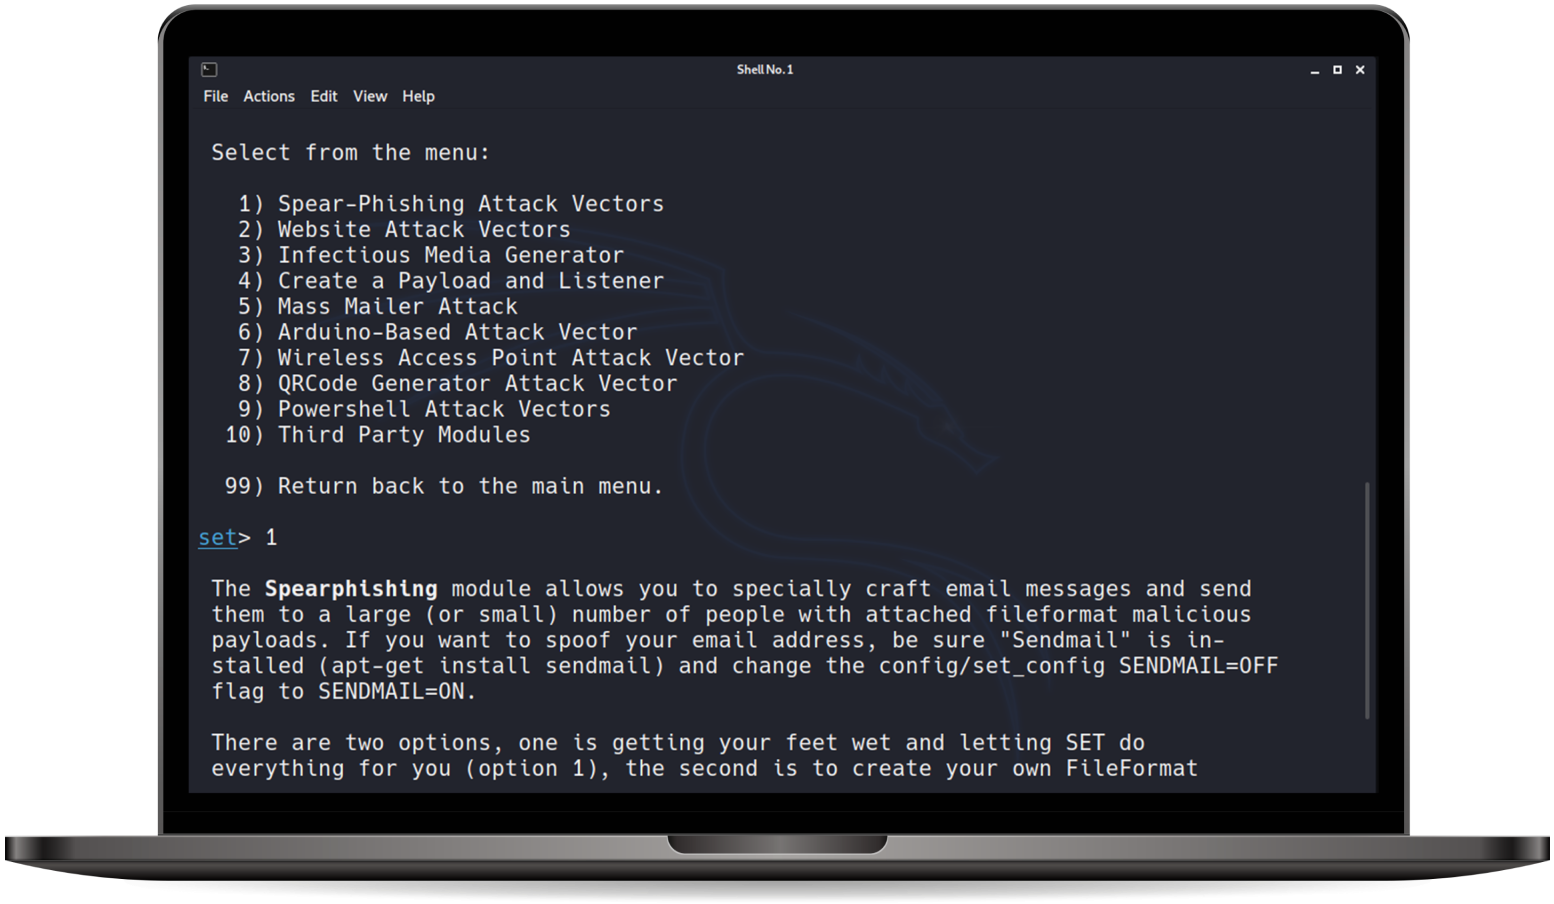 Shell No. 1
File Actions Edit View Help
Select from the menu:
1) Spear-Phishing Attack Vectors
2) Website Attack Vectors
3) Infectious Media Generator
4) Create a Payload and Listener
5) Mass Mailer Attack
6) Arduino-Based Attack Vector
7) Wireless Access Point Attack Vector
8) QRCode Generator Attack Vector
9) Powershell Attack Vectors
10) Third Party Modules
99) Return back to the main menu.
set> 1
The Spearphishing module allows you to specially craft email messages and send
them to a large (or small) number of people with attached fileformat malicious
payloads. If you want to spoof your email address, be sure "Sendmail" is in-
stalled (apt-get install sendmail) and change the config/set_config SENDMAIL=OFF
flag to SENDMAIL=ON.
There are two options, one is getting your feet wet and letting SET do
everything for you (option 1), the second is to create your own FileFormat